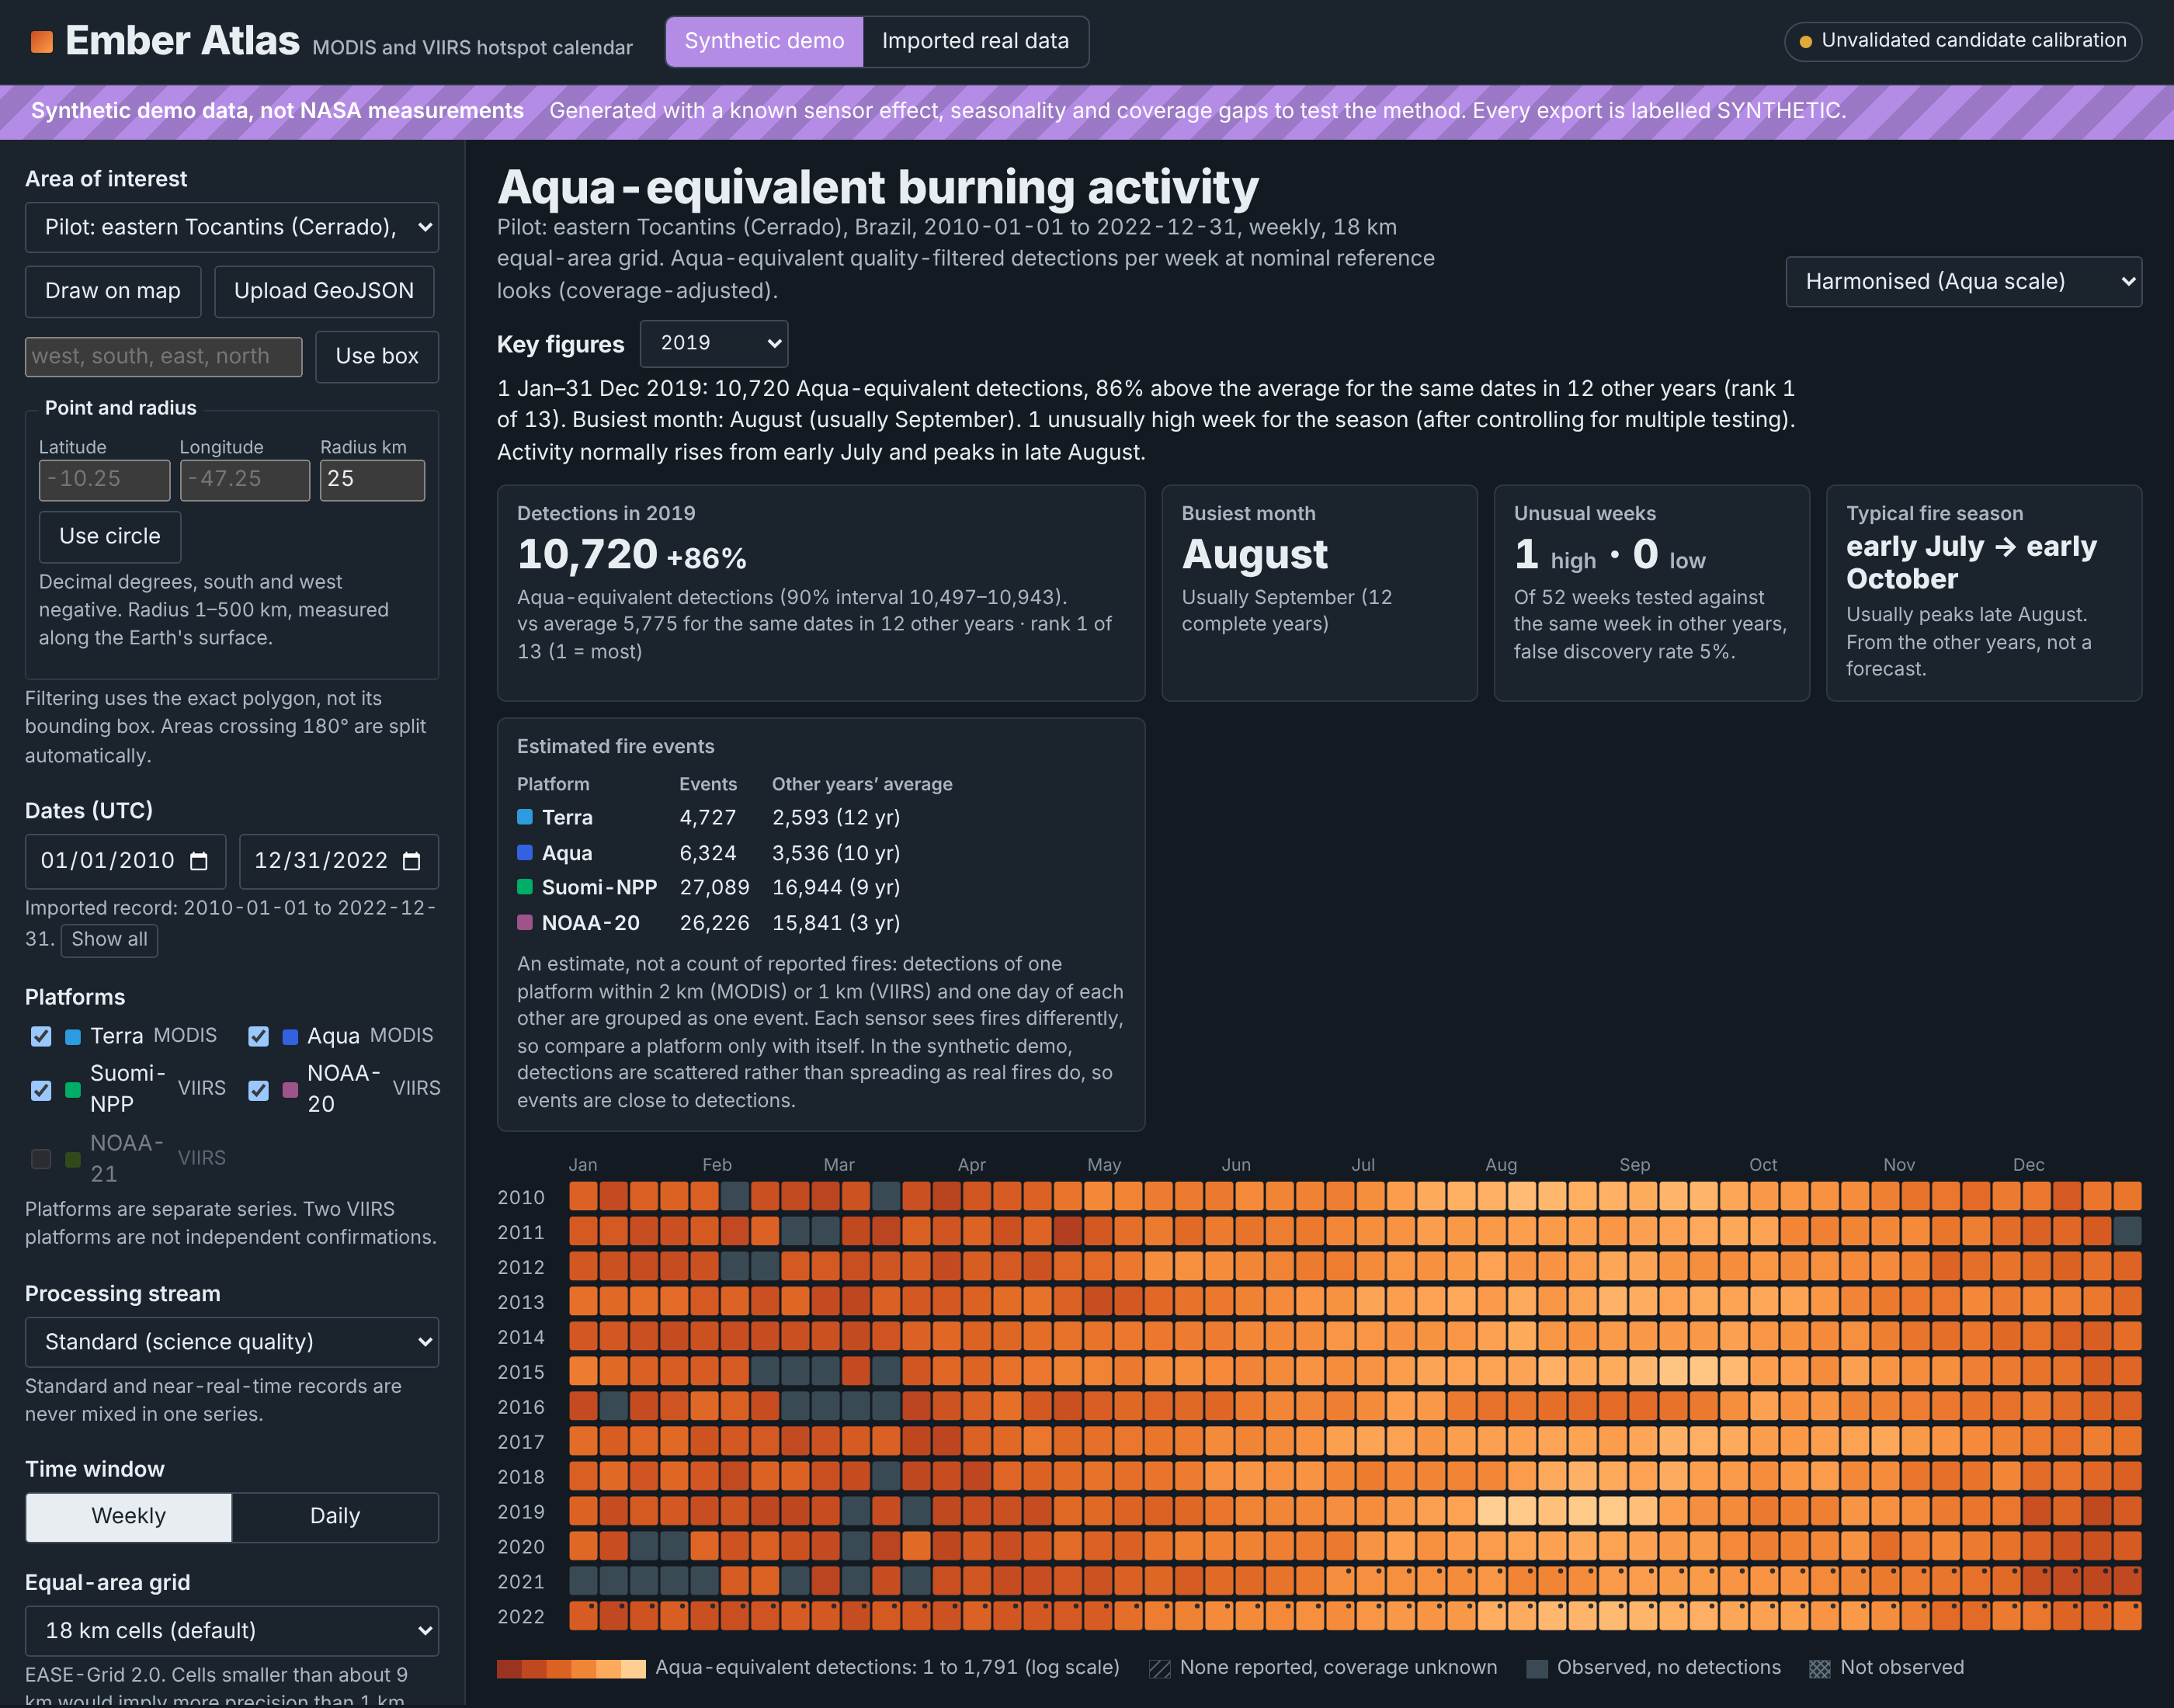 Ember Atlas MODIS and VIIRS hotspot calendar
Synthetic demo Imported real data
Unvalidated candidate calibration
Synthetic demo data, not NASA measurements Generated with a known sensor effect, seasonality and coverage gaps to test the method. Every export is labelled SYNTHETIC.
Area of interest
Pilot: eastern Tocantins (Cerrado),
Draw on map Upload GeoJSON
west, south, east, north Use box
Point and radius
Latitude Longitude Radius km
-10.25 -47.25 25
Use circle
Decimal degrees, south and west
negative. Radius 1–500 km, measured
along the Earth's surface.
Filtering uses the exact polygon, not its
bounding box. Areas crossing 180° are split
automatically.
Dates (UTC)
01/01/2010 12/31/2022
Imported record: 2010-01-01 to 2022-12-
31. Show all
Platforms
Terra MODIS Aqua MODIS
Suomi-
NPP VIIRS NOAA-
20 VIIRS
NOAA-
21 VIIRS
Platforms are separate series. Two VIIRS
platforms are not independent confirmations.
Processing stream
Standard (science quality)
Standard and near-real-time records are
never mixed in one series.
Time window
Weekly Daily
Equal-area grid
18 km cells (default)
EASE-Grid 2.0. Cells smaller than about 9
km would imply more precision than 1 km
Aqua-equivalent burning activity
Pilot: eastern Tocantins (Cerrado), Brazil, 2010-01-01 to 2022-12-31, weekly, 18 km
equal-area grid. Aqua-equivalent quality-filtered detections per week at nominal reference
looks (coverage-adjusted).
Harmonised (Aqua scale)
Key figures 2019
1 Jan–31 Dec 2019: 10,720 Aqua-equivalent detections, 86% above the average for the same dates in 12 other years (rank 1
of 13). Busiest month: August (usually September). 1 unusually high week for the season (after controlling for multiple testing).
Activity normally rises from early July and peaks in late August.
Detections in 2019
10,720 +86%
Aqua-equivalent detections (90% interval 10,497–10,943).
vs average 5,775 for the same dates in 12 other years · rank 1 of
13 (1 = most)
Busiest month
August
Usually September (12
complete years)
Unusual weeks
1 high · 0 low
Of 52 weeks tested against
the same week in other years,
false discovery rate 5%.
Typical fire season
early July → early
October
Usually peaks late August.
From the other years, not a
forecast.
Estimated fire events
Platform Events Other years’ average
Terra 4,727 2,593 (12 yr)
Aqua 6,324 3,536 (10 yr)
Suomi-NPP 27,089 16,944 (9 yr)
NOAA-20 26,226 15,841 (3 yr)
An estimate, not a count of reported fires: detections of one
platform within 2 km (MODIS) or 1 km (VIIRS) and one day of each
other are grouped as one event. Each sensor sees fires differently,
so compare a platform only with itself. In the synthetic demo,
detections are scattered rather than spreading as real fires do, so
events are close to detections.
Jan Feb Mar Apr May Jun Jul Aug Sep Oct Nov Dec
2010
2011
2012
2013
2014
2015
2016
2017
2018
2019
2020
2021
2022
Aqua-equivalent detections: 1 to 1,791 (log scale) None reported, coverage unknown Observed, no detections Not observed